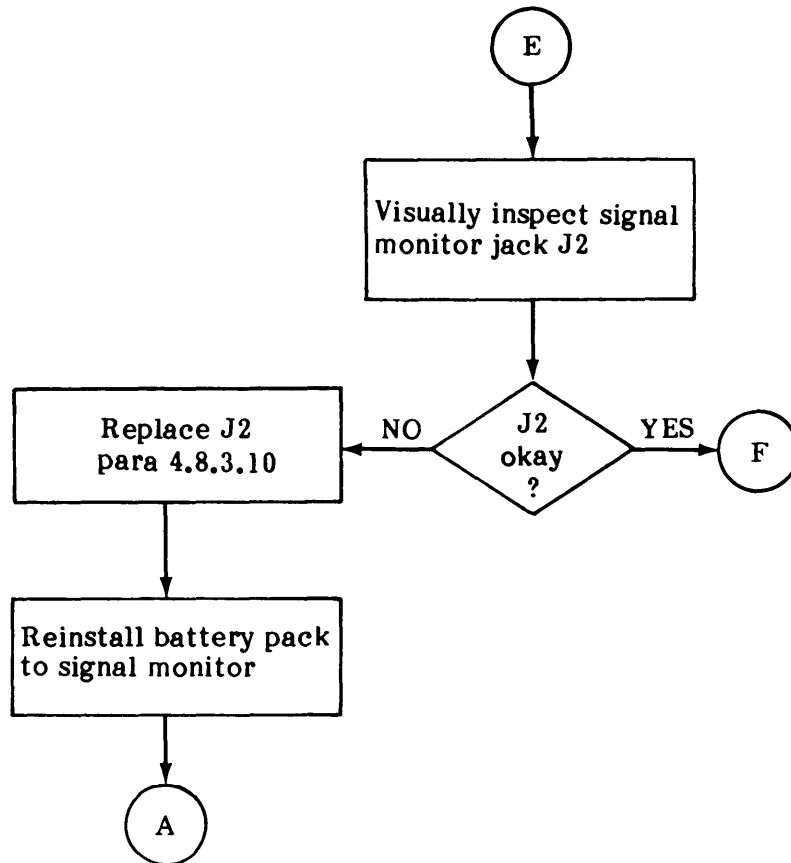 E
Visually inspect signal
monitor jack J2
J2
okay
?
NO
YES
F
Replace J2
para 4.8.3.10
Reinstall battery pack
to signal monitor
A